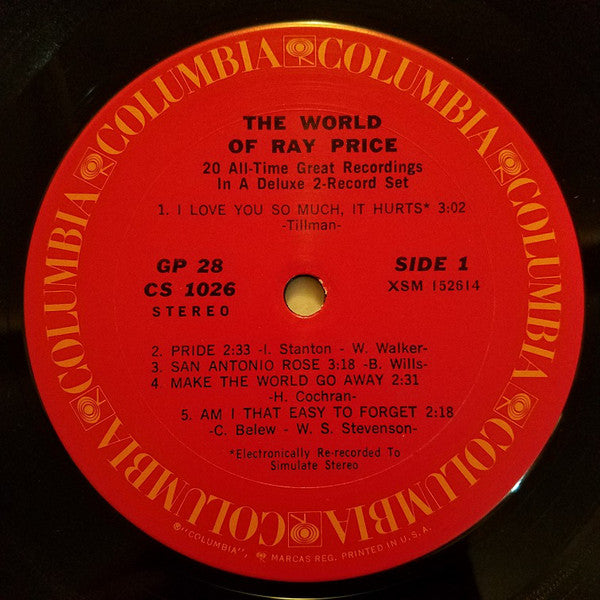 COLUMBIA COLUMBIA COLUMBIA COLUMBIA COLUMBIA COLUMBIA
THE WORLD
OF RAY PRICE
20 All-Time Great Recordings
In A Deluxe 2-Record Set
1. I LOVE YOU SO MUCH, IT HURTS* 3:02
-Tillman-
GP 28
CS 1026
STEREO
SIDE 1
XSM 152614
2. PRIDE 2:33 -I. Stanton - W. Walker-
3. SAN ANTONIO ROSE 3:18 -B. Wills-
4. MAKE THE WORLD GO AWAY 2:31
-H. Cochran-
5. AM I THAT EASY TO FORGET 2:18
-C. Belew - W. S. Stevenson-
*Electronically Re-recorded To
Simulate Stereo
® "COLUMBIA", MARCAS REG. PRINTED IN U.S.A.